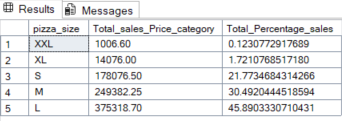 Results Messages
pizza_size Total_sales_Price_category Total_Percentage_sales
1 XXL 1006.60 0.1230772917689
2 XL 14076.00 1.7210768517180
3 S 178076.50 21.7734684314266
4 M 249382.25 30.4920444518594
5 L 375318.70 45.8903330710431